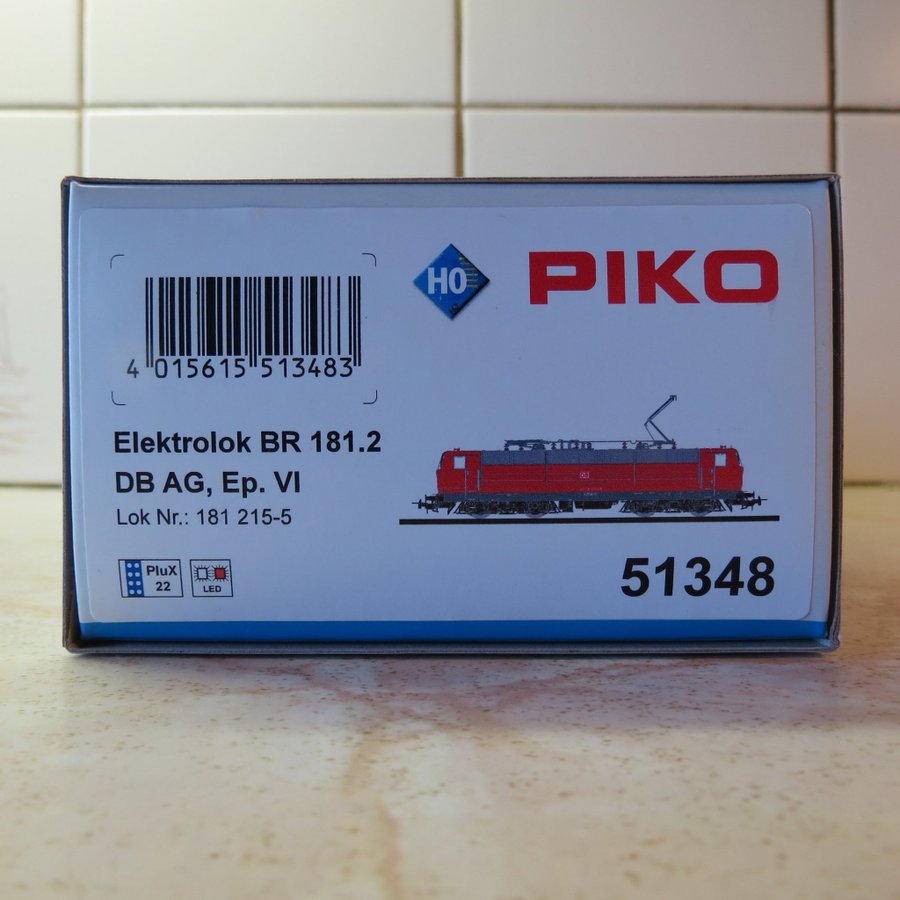 H0
PIKO
4 015615 513483
Elektrolok BR 181.2
DB AG, Ep. VI
Lok Nr.: 181 215-5
PluX
22
LED
51348